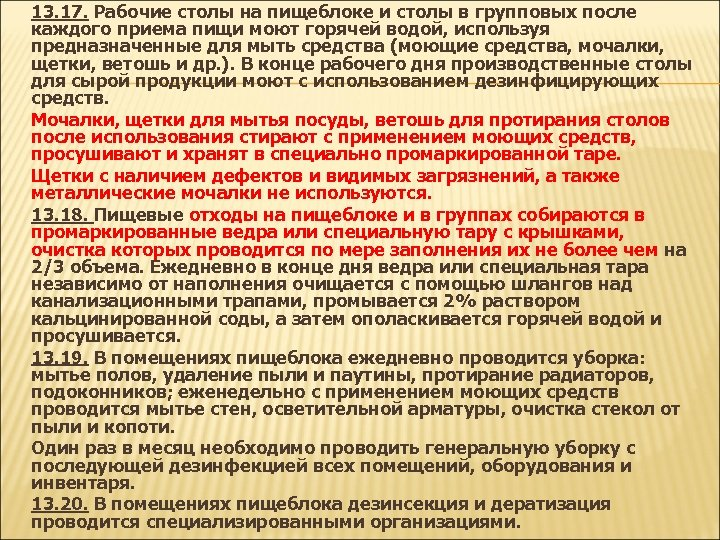 13.17. Рабочие столы на пищеблоке и столы в групповых после
каждого приема пищи моют горячей водой, используя
предназначенные для мыть средства (моющие средства, мочалки,
щетки, ветошь и др.). В конце рабочего дня производственные столы
для сырой продукции моют с использованием дезинфицирующих
средств.
Мочалки, щетки для мытья посуды, ветошь для протирания столов
после использования стирают с применением моющих средств,
просушивают и хранят в специально промаркированной таре.
Щетки с наличием дефектов и видимых загрязнений, а также
металлические мочалки не используются.
13.18. Пищевые отходы на пищеблоке и в группах собираются в
промаркированные ведра или специальную тару с крышками,
очистка которых проводится по мере заполнения их не более чем на
2/3 объема. Ежедневно в конце дня ведра или специальная тара
независимо от наполнения очищается с помощью шлангов над
канализационными трапами, промывается 2% раствором
кальцинированной соды, а затем ополаскивается горячей водой и
просушивается.
13.19. В помещениях пищеблока ежедневно проводится уборка:
мытье полов, удаление пыли и паутины, протирание радиаторов,
подоконников; еженедельно с применением моющих средств
проводится мытье стен, осветительной арматуры, очистка стекол от
пыли и копоти.
Один раз в месяц необходимо проводить генеральную уборку с
последующей дезинфекцией всех помещений, оборудования и
инвентаря.
13.20. В помещениях пищеблока дезинсекция и дератизация
проводится специализированными организациями.